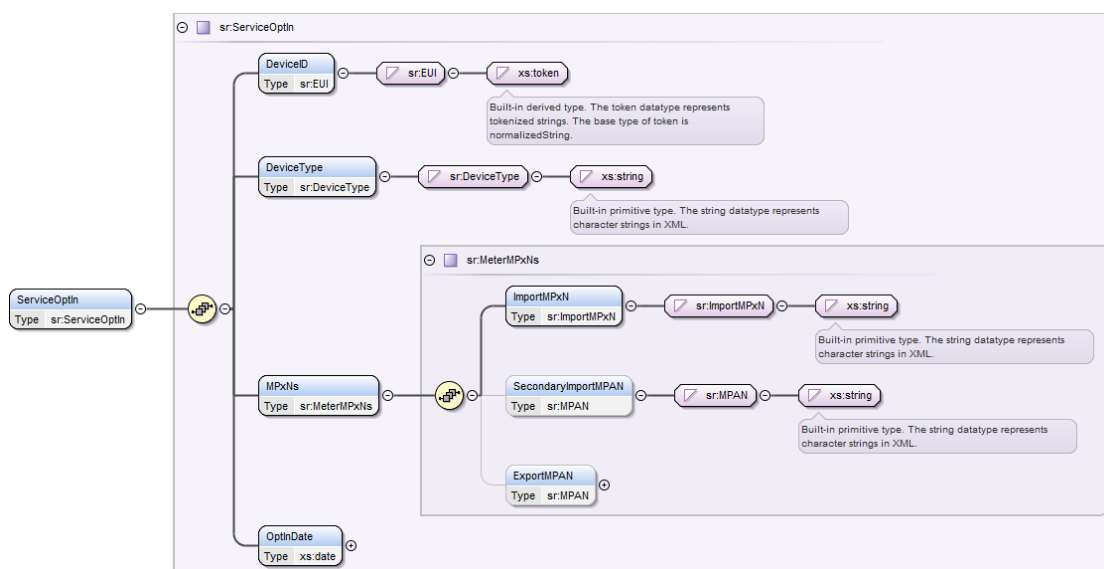 sr:ServiceOptIn
DeviceID
Type sr:EUI
sr:EUI
xs:token
Built-in derived type. The token datatype represents
tokenized strings. The base type of token is
normalizedString.
DeviceType
Type sr:DeviceType
sr:DeviceType
xs:string
Built-in primitive type. The string datatype represents
character strings in XML.
ServiceOptIn
Type sr:ServiceOptIn
MPxNs
Type sr:MeterMPxNs
sr:MeterMPxNs
ImportMPxN
Type sr:ImportMPxN
sr:ImportMPxN
xs:string
Built-in primitive type. The string datatype represents
character strings in XML.
SecondaryImportMPAN
Type sr:MPAN
sr:MPAN
xs:string
Built-in primitive type. The string datatype represents
character strings in XML.
ExportMPAN
Type sr:MPAN
OptInDate
Type xs:date